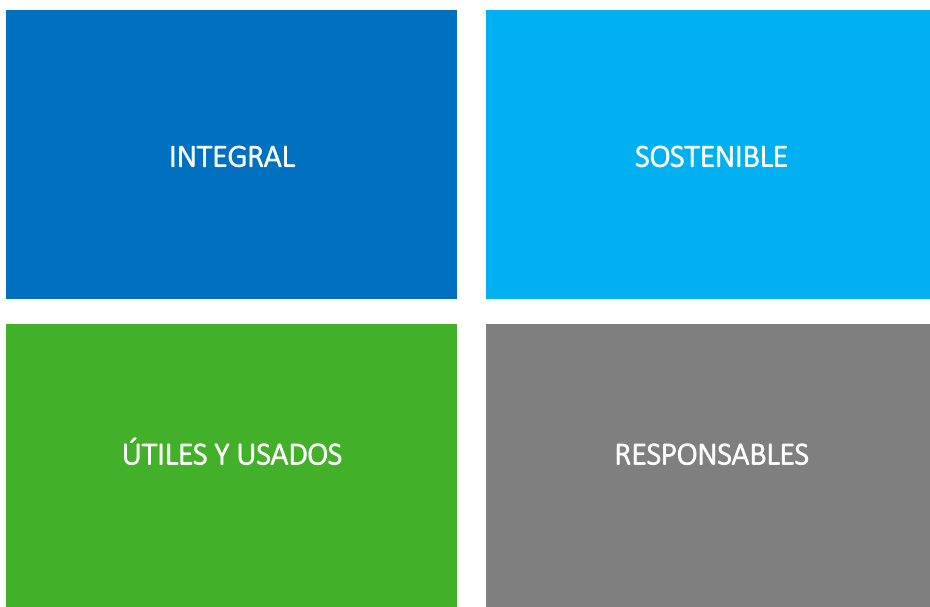 INTEGRAL
SOSTENIBLE
ÚTILES Y USADOS
RESPONSABLES